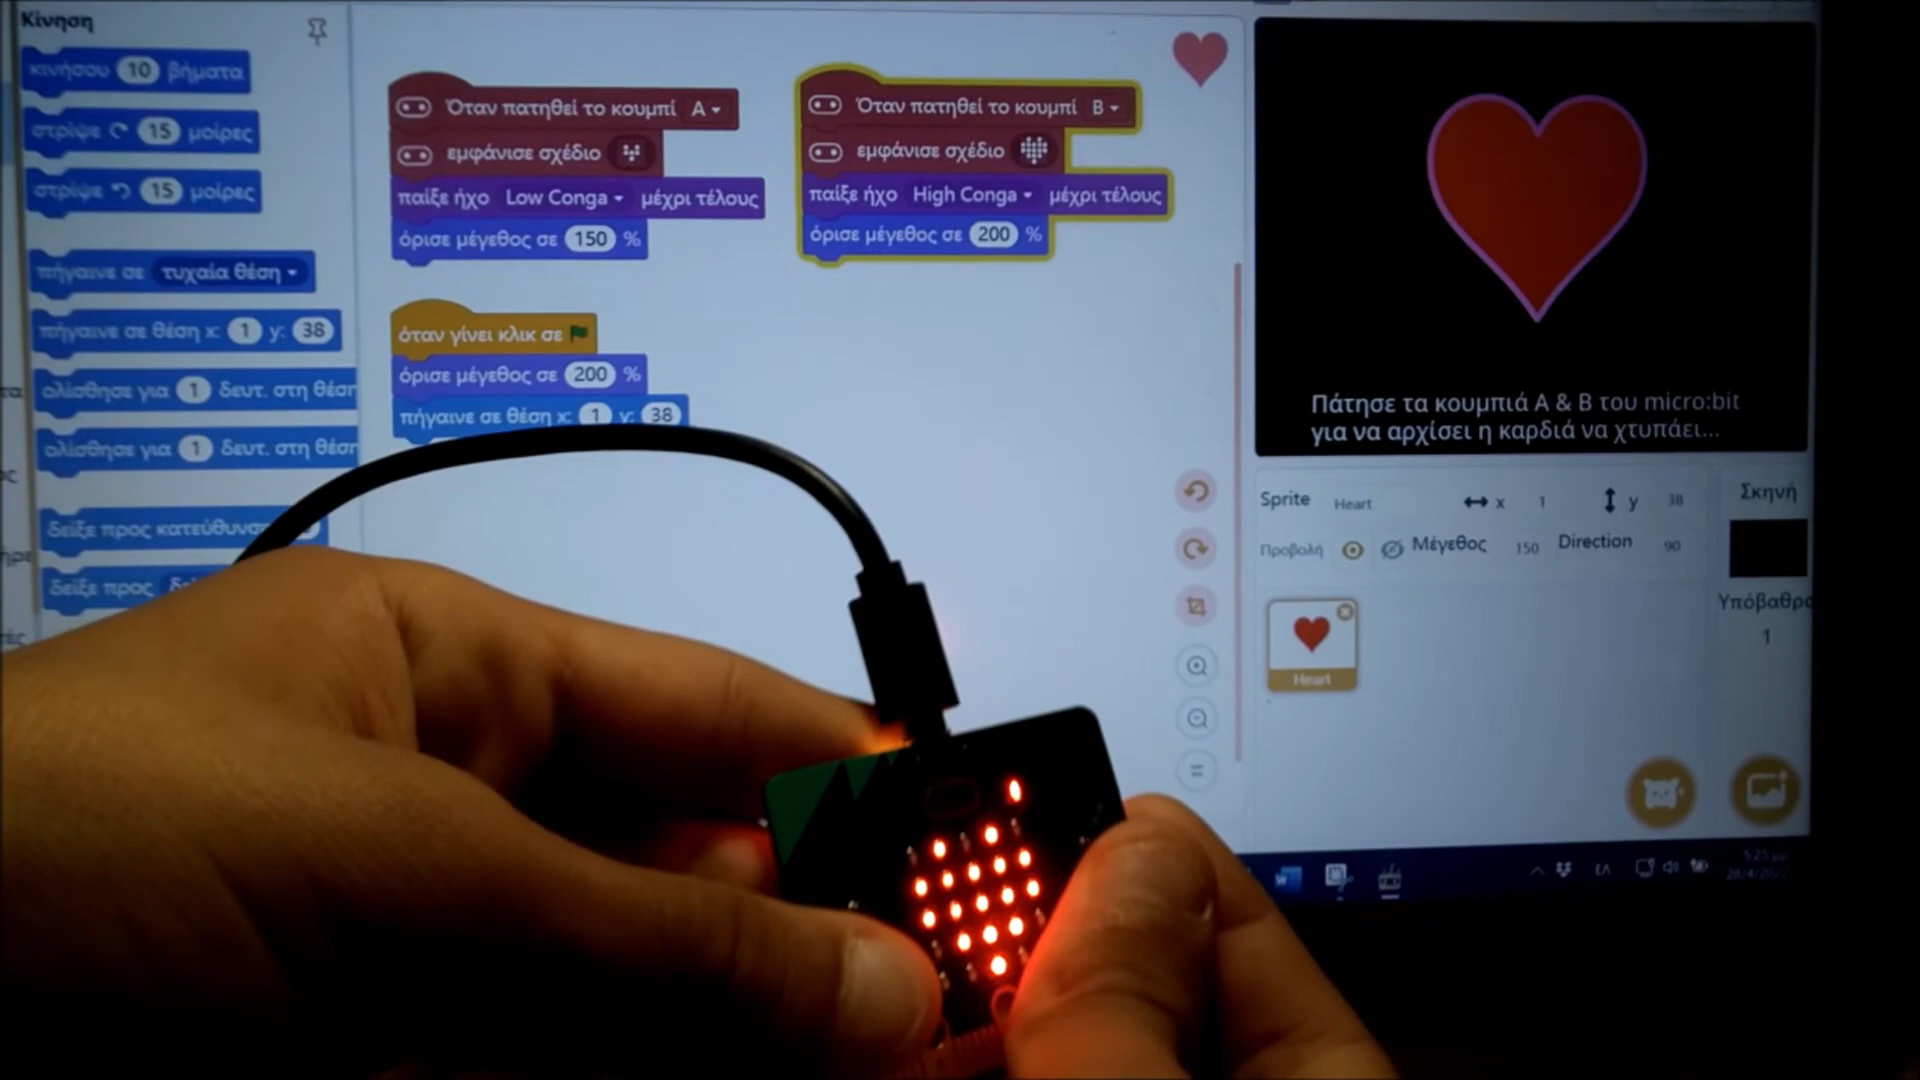 Κίνηση
κινήσου 10 βήματα
στρίψε 15 μοίρες
στρίψε 15 μοίρες
πήγαινε σε τυχαία θέση
πήγαινε σε θέση x: 1 y: 38
ολίσθησε για 1 δευτ. στη θέση
ολίσθησε για 1 δευτ. στη θέση
δείξε προς κατεύθυνσ
δείξε προς
Όταν πατηθεί το κουμπί A
εμφάνισε σχέδιο
παίξε ήχο Low Conga μέχρι τέλους
όρισε μέγεθος σε 150 %
Όταν πατηθεί το κουμπί B
εμφάνισε σχέδιο
παίξε ήχο High Conga μέχρι τέλους
όρισε μέγεθος σε 200 %
όταν γίνει κλικ σε
όρισε μέγεθος σε 200 %
πήγαινε σε θέση x: 1 y: 38
Πάτησε τα κουμπιά A & B του micro:bit
για να αρχίσει η καρδιά να χτυπάει...
Sprite Heart x 1 y 38
Προβολή Μέγεθος 150 Direction 90
Heart
Σκηνή
Υπόβαθρο
1
ΕΛ